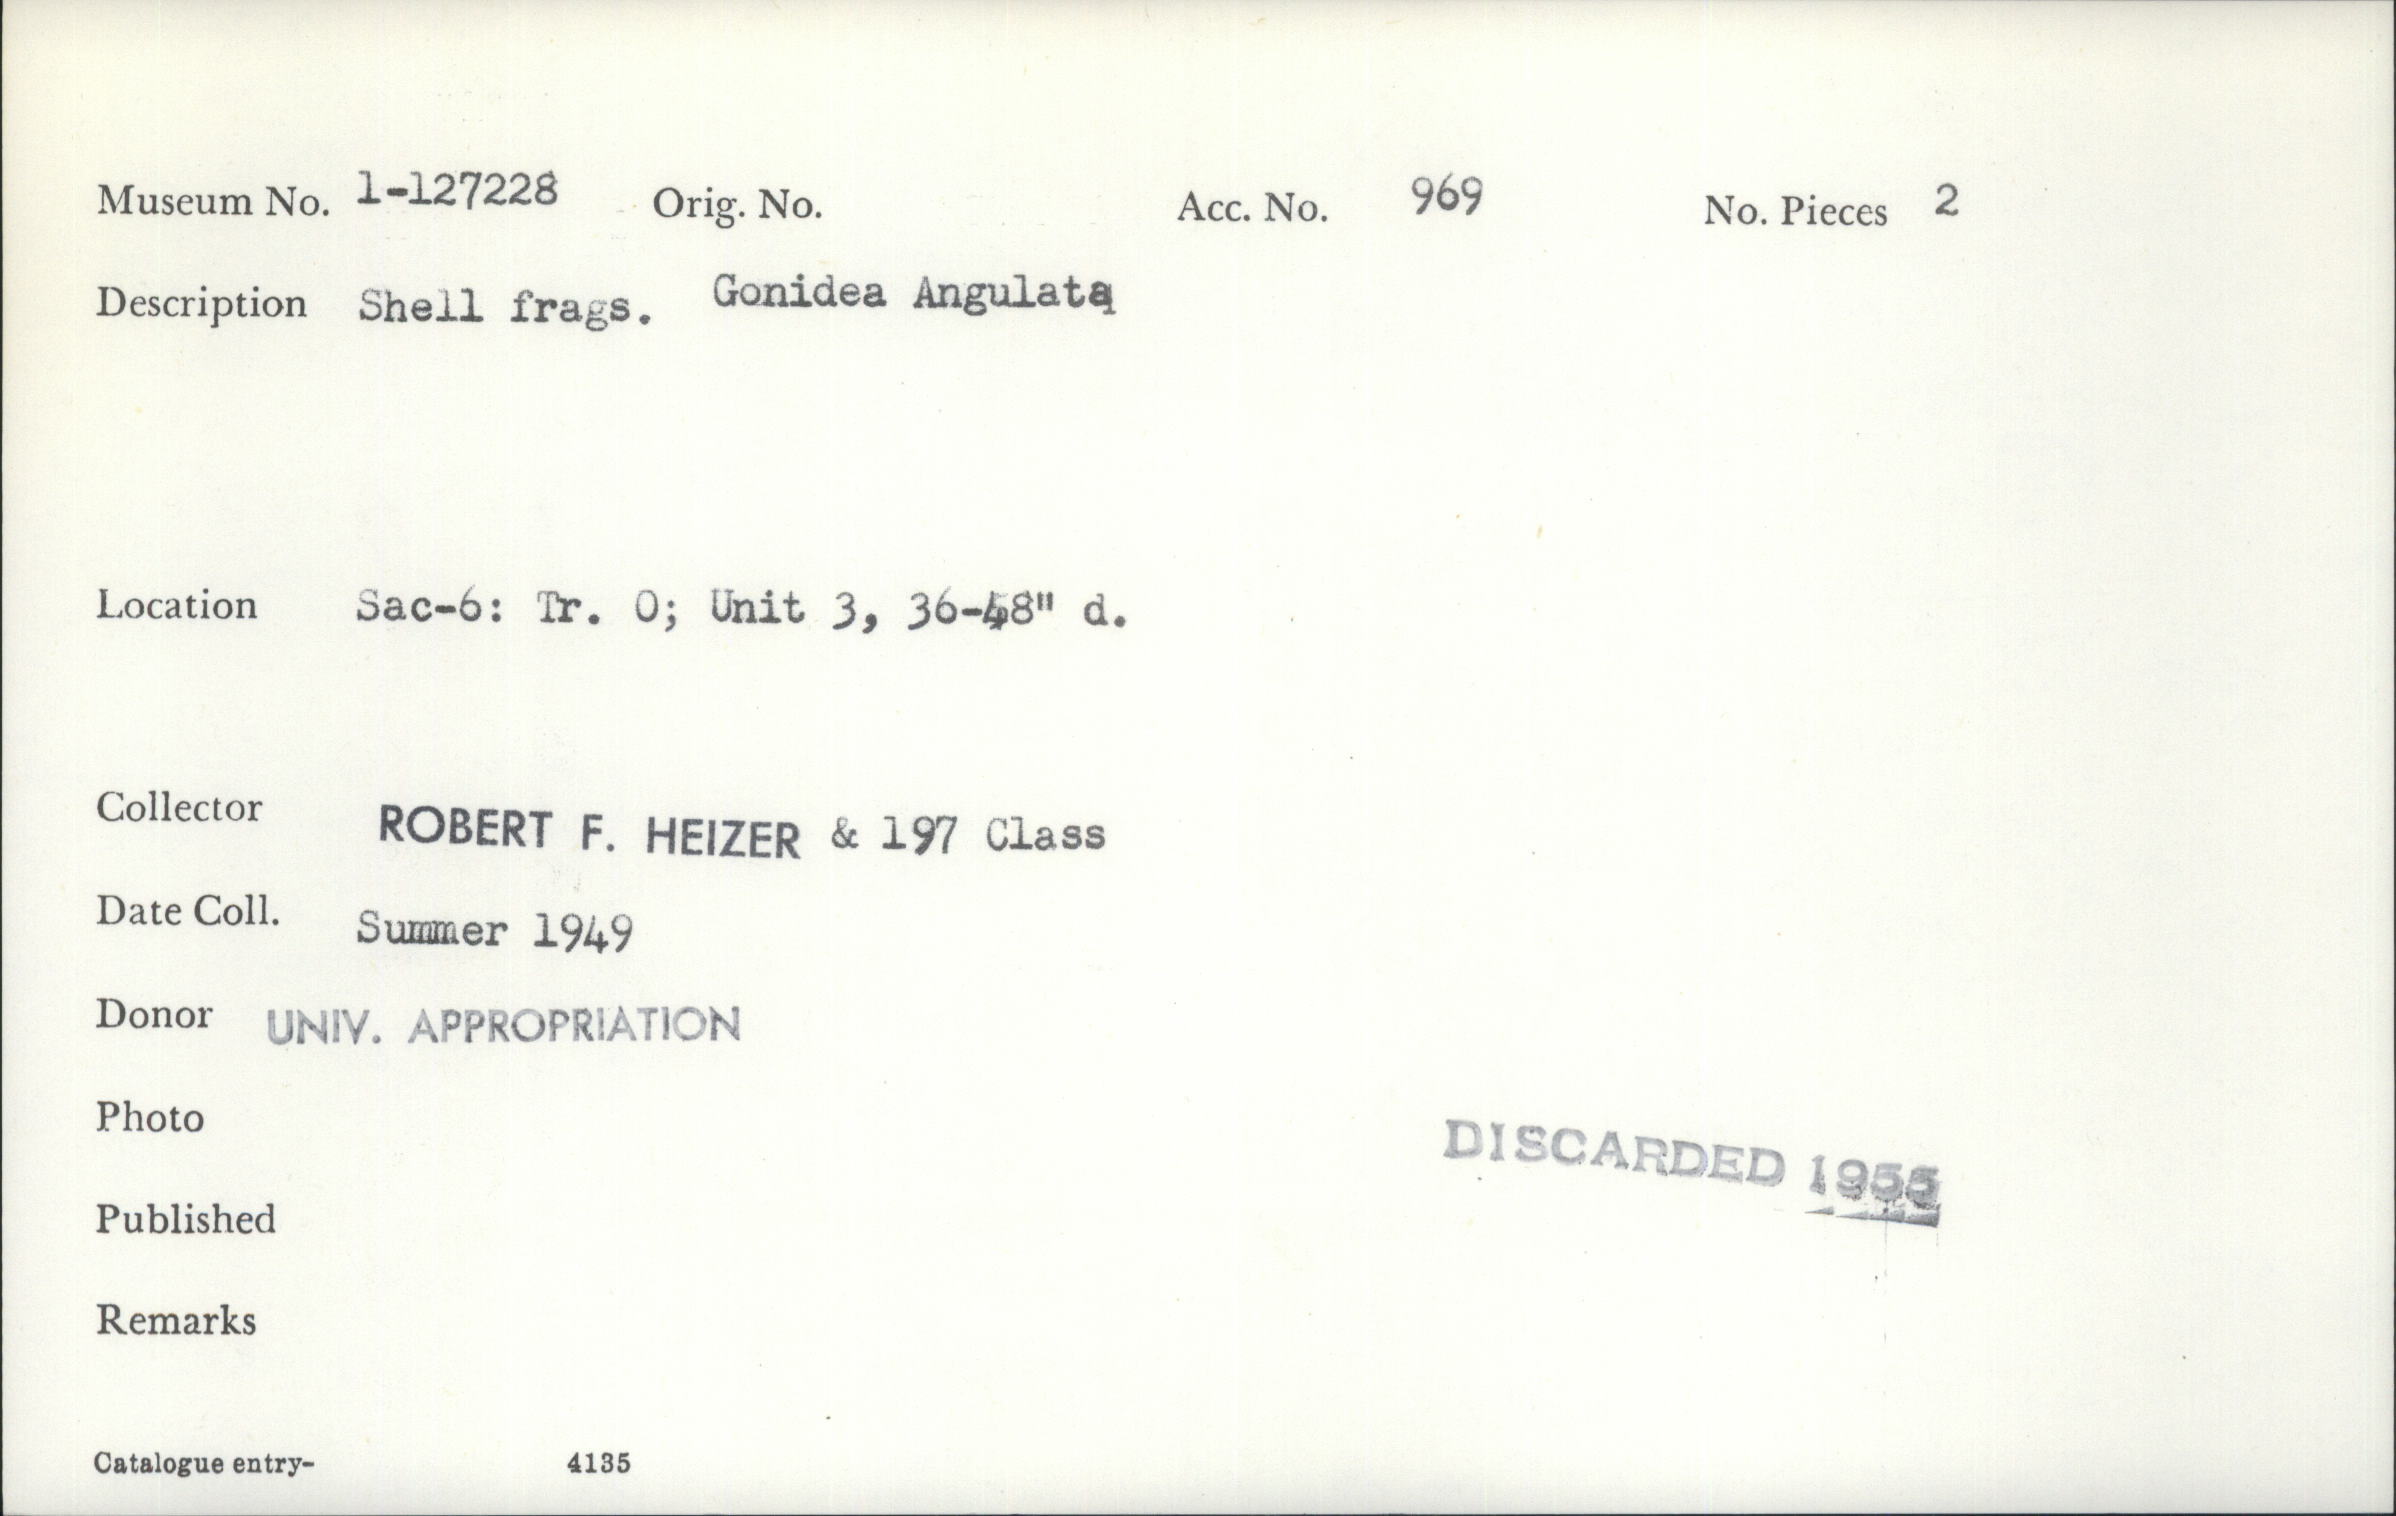 Museum No. 1-127228 Orig. No. Acc. No. 969 No. Pieces 2
Description Shell frags. Gonidea Angulata
Location Sac-6: Tr. O; Unit 3, 36-48" d.
Collector ROBERT F. HEIZER & 197 Class
Date Coll. Summer 1949
Donor UNIV. APPROPRIATION
Photo
DISCARDED 1955
Published
Remarks
Catalogue entry- 4135